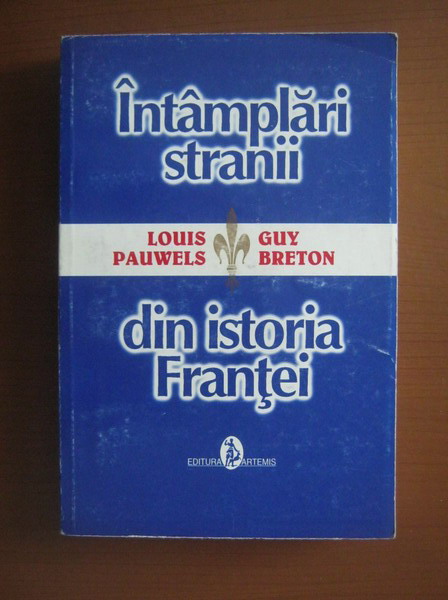 Întâmplări
stranii
LOUIS PAUWELS
GUY BRETON
din istoria
Franţei
EDITURA ARTEMIS